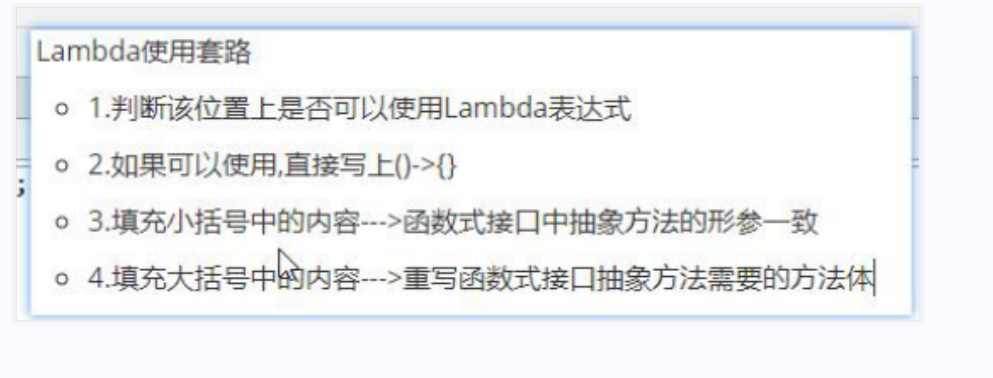 Lambda使用套路
1.判断该位置上是否可以使用Lambda表达式
2.如果可以使用,直接写上()->{}
3.填充小括号中的内容--->函数式接口中抽象方法的形参一致
;
4.填充大括号中的内容--->重写函数式接口抽象方法需要的方法体